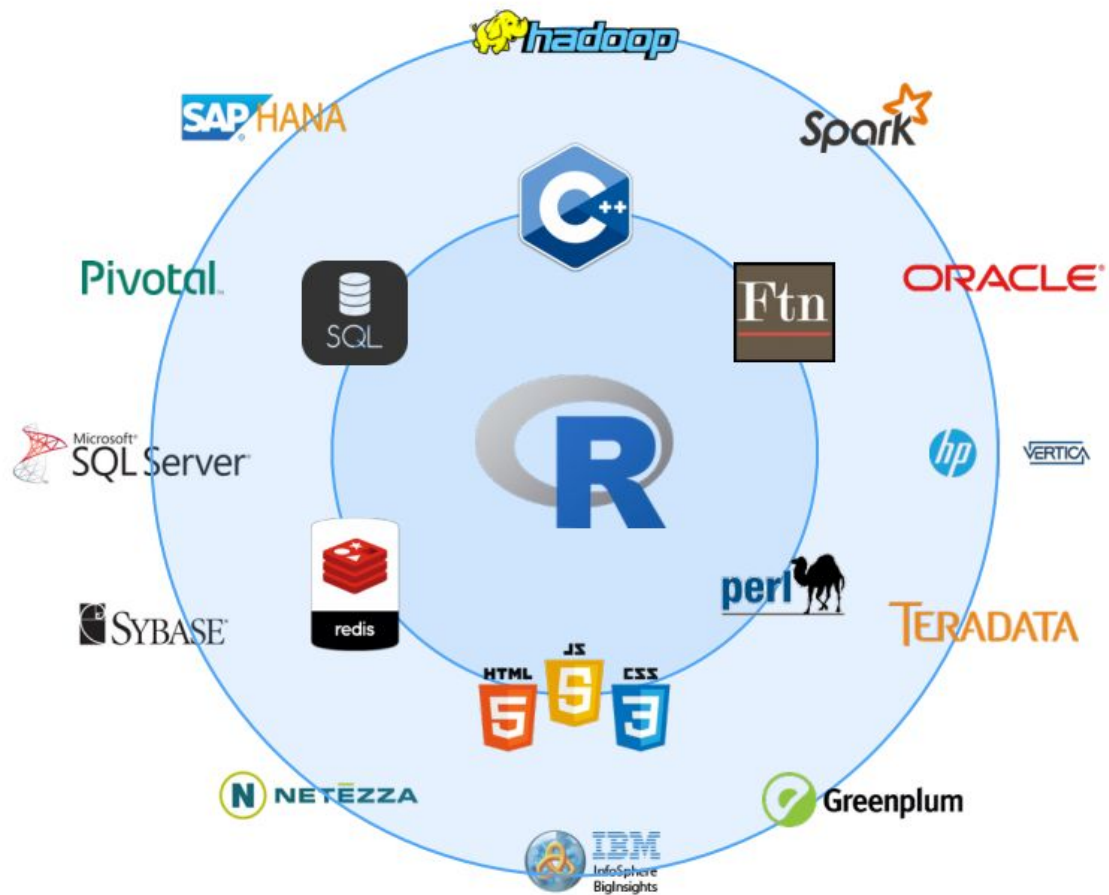 hadoop
SAP HANA
Spark
C++
Pivotal
SQL
Ftn
ORACLE
R
Microsoft
SQL Server
hp
VERTICA
redis
perl
SYBASE
TERADATA
HTML
JS
CSS
5
5
3
N NETEZZA
Greenplum
IBM
InfoSphere
BigInsights